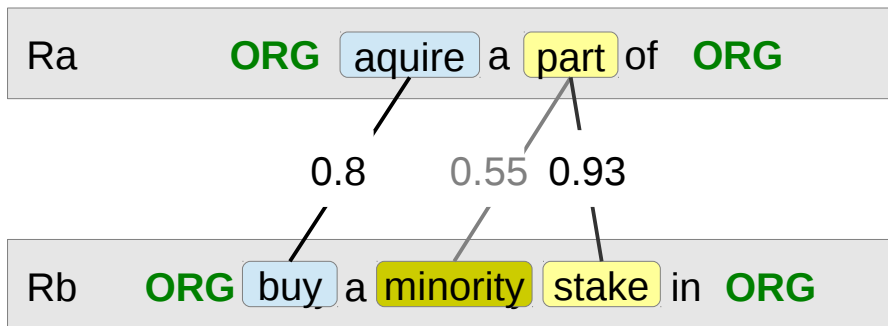 Ra ORG aquire a part of ORG
0.8 0.55 0.93
Rb ORG buy a minority stake in ORG